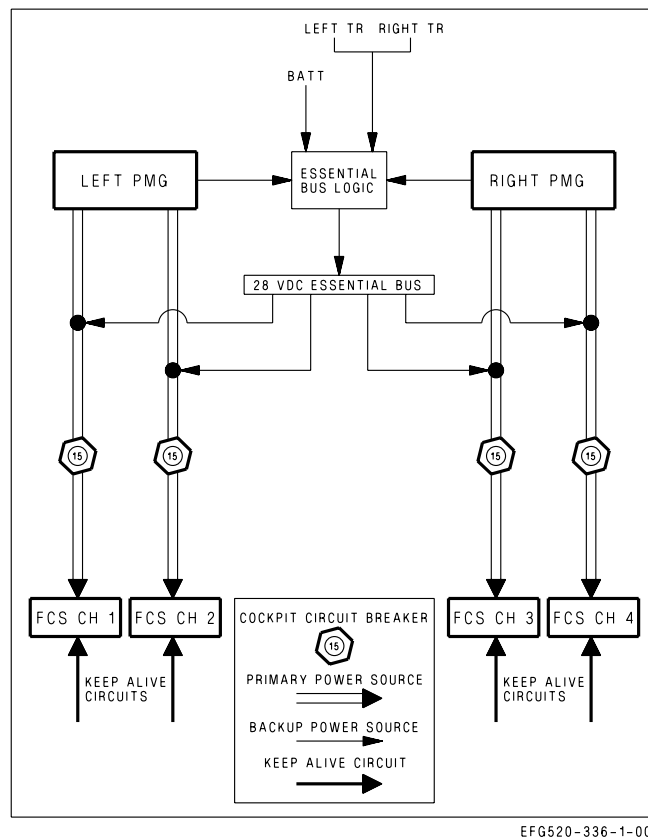 LEFT TR RIGHT TR
BATT
LEFT PMG
ESSENTIAL
BUS LOGIC
RIGHT PMG
28 VDC ESSENTIAL BUS
15
15
15
15
FCS CH 1
FCS CH 2
FCS CH 3
FCS CH 4
KEEP ALIVE
CIRCUITS
KEEP ALIVE
CIRCUITS
COCKPIT CIRCUIT BREAKER
15
PRIMARY POWER SOURCE
BACKUP POWER SOURCE
KEEP ALIVE CIRCUIT